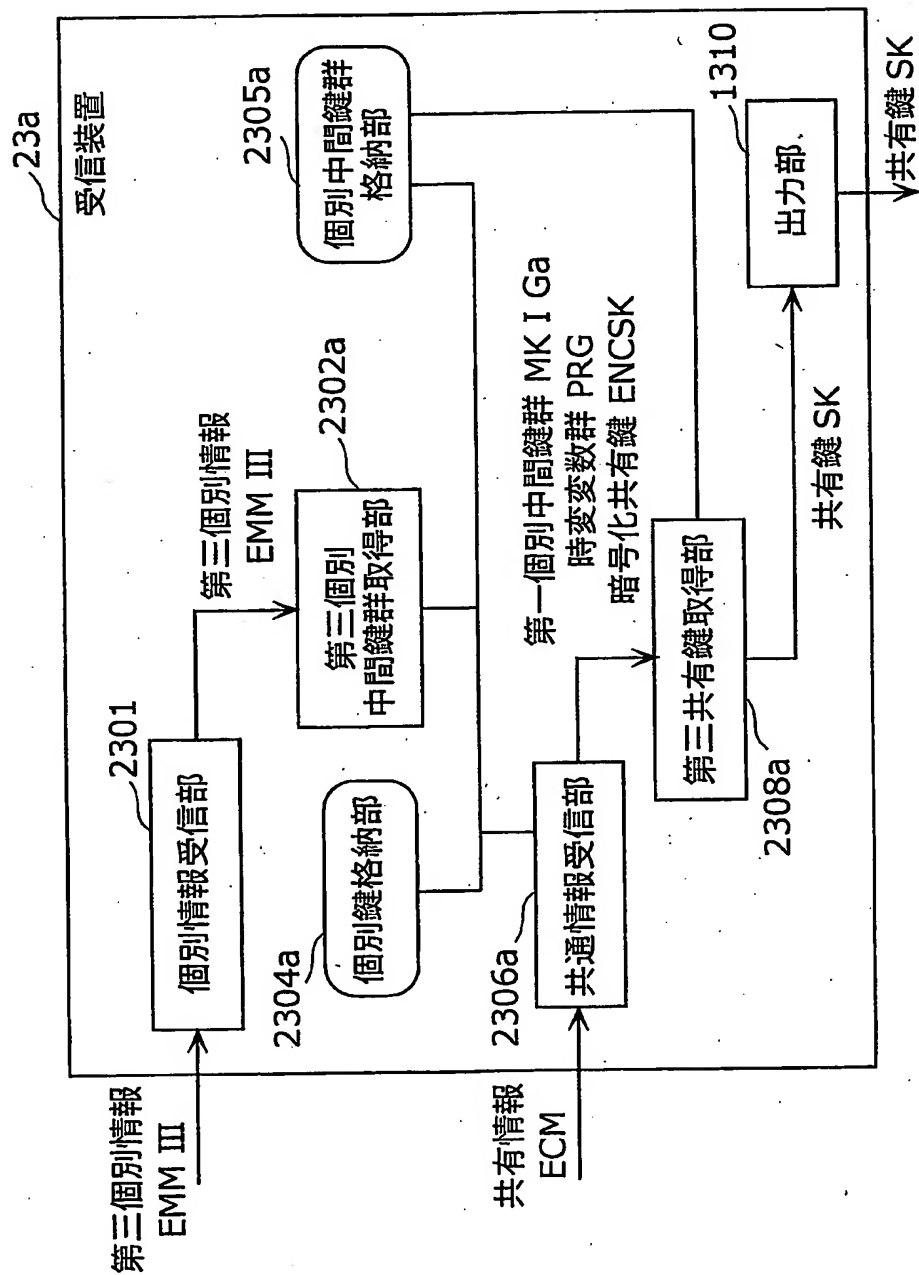 23a
受信装置
第三個別情報
EMM III
2301
個別情報受信部
第三個別情報
EMM III
2302a
第三個別
中間鍵群取得部
2304a
個別鍵格納部
2305a
個別中間鍵群
格納部
共有情報
ECM
2306a
共通情報受信部
第一個別中間鍵群 MK I Ga
時変変数群 PRG
暗号化共有鍵 ENCSK
第三共有鍵取得部
2308a
共有鍵 SK
1310
出力部
共有鍵 SK